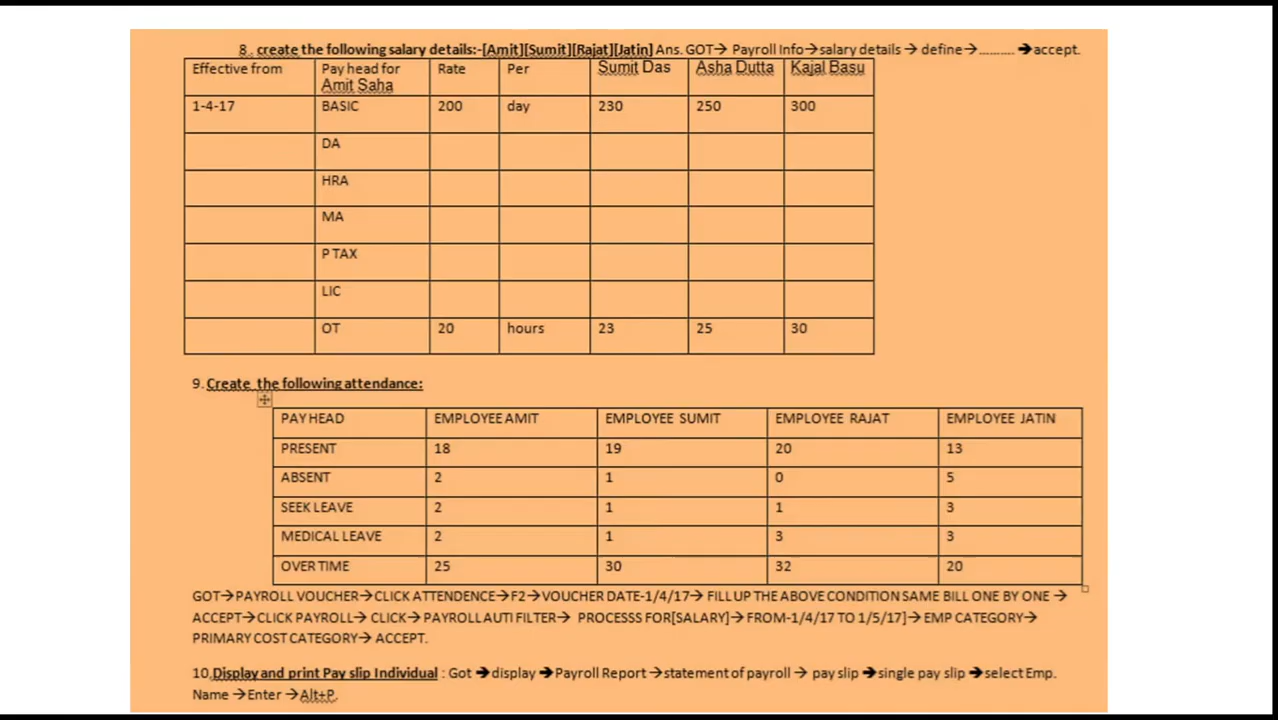 8 . create the following salary details:-[Amit][Sumit][Rajat][Jatin] Ans. GOT→ Payroll Info→salary details → define→.......... ➔accept.
Effective from Pay head for Amit Saha Rate Per Sumit Das Asha Dutta Kajal Basu
1-4-17 BASIC 200 day 230 250 300
DA
HRA
MA
P TAX
LIC
OT 20 hours 23 25 30
9. Create the following attendance:
PAY HEAD EMPLOYEE AMIT EMPLOYEE SUMIT EMPLOYEE RAJAT EMPLOYEE JATIN
PRESENT 18 19 20 13
ABSENT 2 1 0 5
SEEK LEAVE 2 1 1 3
MEDICAL LEAVE 2 1 3 3
OVER TIME 25 30 32 20
GOT→PAYROLL VOUCHER→CLICK ATTENDENCE→F2→VOUCHER DATE-1/4/17→ FILL UP THE ABOVE CONDITION SAME BILL ONE BY ONE →
ACCEPT→CLICK PAYROLL→ CLICK→ PAYROLL AUTI FILTER→ PROCESSS FOR[SALARY]→ FROM-1/4/17 TO 1/5/17]→ EMP CATEGORY→
PRIMARY COST CATEGORY→ ACCEPT.
10.Display and print Pay slip Individual : Got ➔display ➔Payroll Report →statement of payroll → pay slip ➔single pay slip ➔select Emp.
Name →Enter →Alt+P.